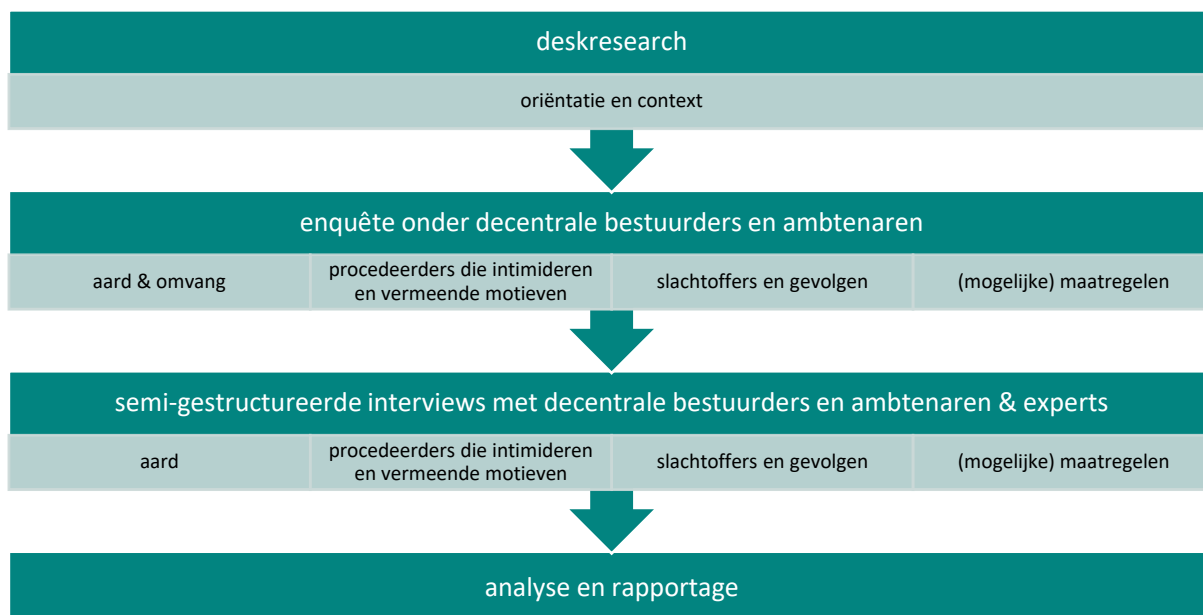 deskresearch
oriëntatie en context
enquête onder decentrale bestuurders en ambtenaren
aard & omvang
procedeerders die intimideren
en vermeende motieven
slachtoffers en gevolgen
(mogelijke) maatregelen
semi-gestructureerde interviews met decentrale bestuurders en ambtenaren & experts
aard
procedeerders die intimideren
en vermeende motieven
slachtoffers en gevolgen
(mogelijke) maatregelen
analyse en rapportage